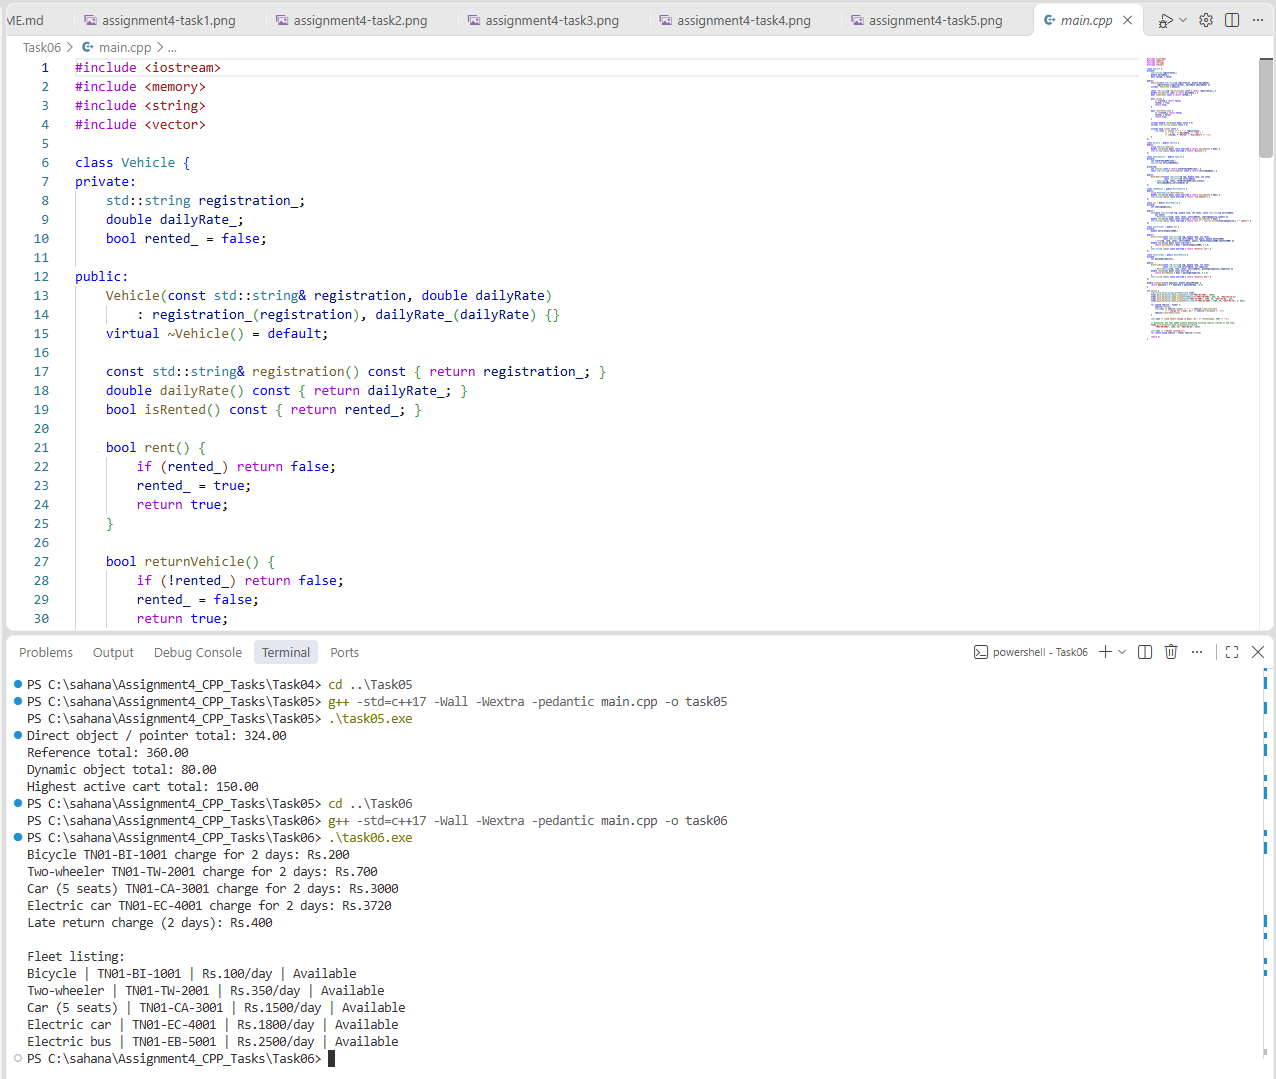 ME.md assignment4-task1.png assignment4-task2.png assignment4-task3.png assignment4-task4.png assignment4-task5.png main.cpp
Task06 > main.cpp > ...
1 #include <iostream>
2 #include <memory>
3 #include <string>
4 #include <vector>
5
6 class Vehicle {
7 private:
8 std::string registration_;
9 double dailyRate_;
10 bool rented_ = false;
11
12 public:
13 Vehicle(const std::string& registration, double dailyRate)
14 : registration_(registration), dailyRate_(dailyRate) {}
15 virtual ~Vehicle() = default;
16
17 const std::string& registration() const { return registration_; }
18 double dailyRate() const { return dailyRate_; }
19 bool isRented() const { return rented_; }
20
21 bool rent() {
22 if (rented_) return false;
23 rented_ = true;
24 return true;
25 }
26
27 bool returnVehicle() {
28 if (!rented_) return false;
29 rented_ = false;
30 return true;
Problems Output Debug Console Terminal Ports powershell - Task06
PS C:\sahana\Assignment4_CPP_Tasks\Task04> cd ..\Task05
PS C:\sahana\Assignment4_CPP_Tasks\Task05> g++ -std=c++17 -Wall -Wextra -pedantic main.cpp -o task05
PS C:\sahana\Assignment4_CPP_Tasks\Task05> .\task05.exe
Direct object / pointer total: 324.00
Reference total: 360.00
Dynamic object total: 80.00
Highest active cart total: 150.00
PS C:\sahana\Assignment4_CPP_Tasks\Task05> cd ..\Task06
PS C:\sahana\Assignment4_CPP_Tasks\Task06> g++ -std=c++17 -Wall -Wextra -pedantic main.cpp -o task06
PS C:\sahana\Assignment4_CPP_Tasks\Task06> .\task06.exe
Bicycle TN01-BI-1001 charge for 2 days: Rs.200
Two-wheeler TN01-TW-2001 charge for 2 days: Rs.700
Car (5 seats) TN01-CA-3001 charge for 2 days: Rs.3000
Electric car TN01-EC-4001 charge for 2 days: Rs.3720
Late return charge (2 days): Rs.400

Fleet listing:
Bicycle | TN01-BI-1001 | Rs.100/day | Available
Two-wheeler | TN01-TW-2001 | Rs.350/day | Available
Car (5 seats) | TN01-CA-3001 | Rs.1500/day | Available
Electric car | TN01-EC-4001 | Rs.1800/day | Available
Electric bus | TN01-EB-5001 | Rs.2500/day | Available
PS C:\sahana\Assignment4_CPP_Tasks\Task06>